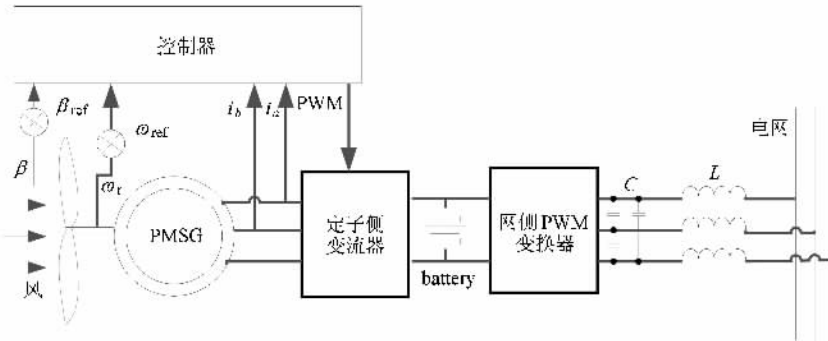 控制器
β_ref
i_b
i_a
PWM
ω_ref
电网
β
ω_r
C
L
PMSG
定子侧
变流器
网侧PWM
变换器
battery
风